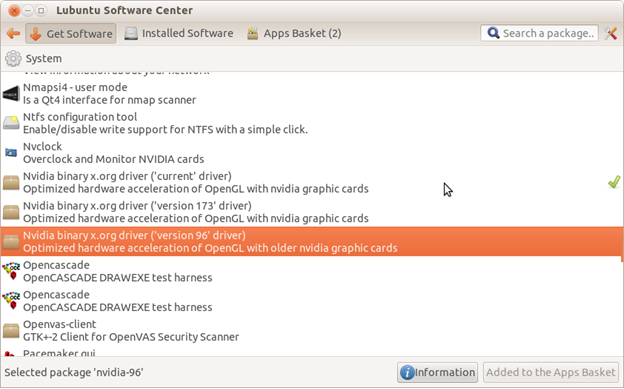 Lubuntu Software Center
Get Software
Installed Software
Apps Basket (2)
Search a package..
System
View information about your network
Nmapsi4 - user mode
Is a Qt4 interface for nmap scanner
Ntfs configuration tool
Enable/disable write support for NTFS with a simple click.
Nvclock
Overclock and Monitor NVIDIA cards
Nvidia binary x.org driver ('current' driver)
Optimized hardware acceleration of OpenGL with nvidia graphic cards
Nvidia binary x.org driver ('version 173' driver)
Optimized hardware acceleration of OpenGL with nvidia graphic cards
Nvidia binary x.org driver ('version 96' driver)
Optimized hardware acceleration of OpenGL with older nvidia graphic cards
Opencascade
OpenCASCADE DRAWEXE test harness
Opencascade
OpenCASCADE DRAWEXE test harness
Openvas-client
GTK+-2 Client for OpenVAS Security Scanner
Pacemaker gui
Selected package 'nvidia-96'
Information
Added to the Apps Basket